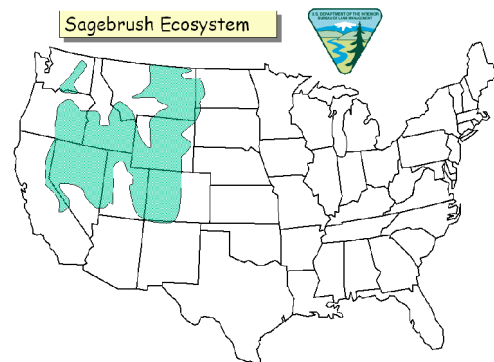 Sagebrush Ecosystem
U.S. DEPARTMENT OF THE INTERIOR
BUREAU OF LAND MANAGEMENT